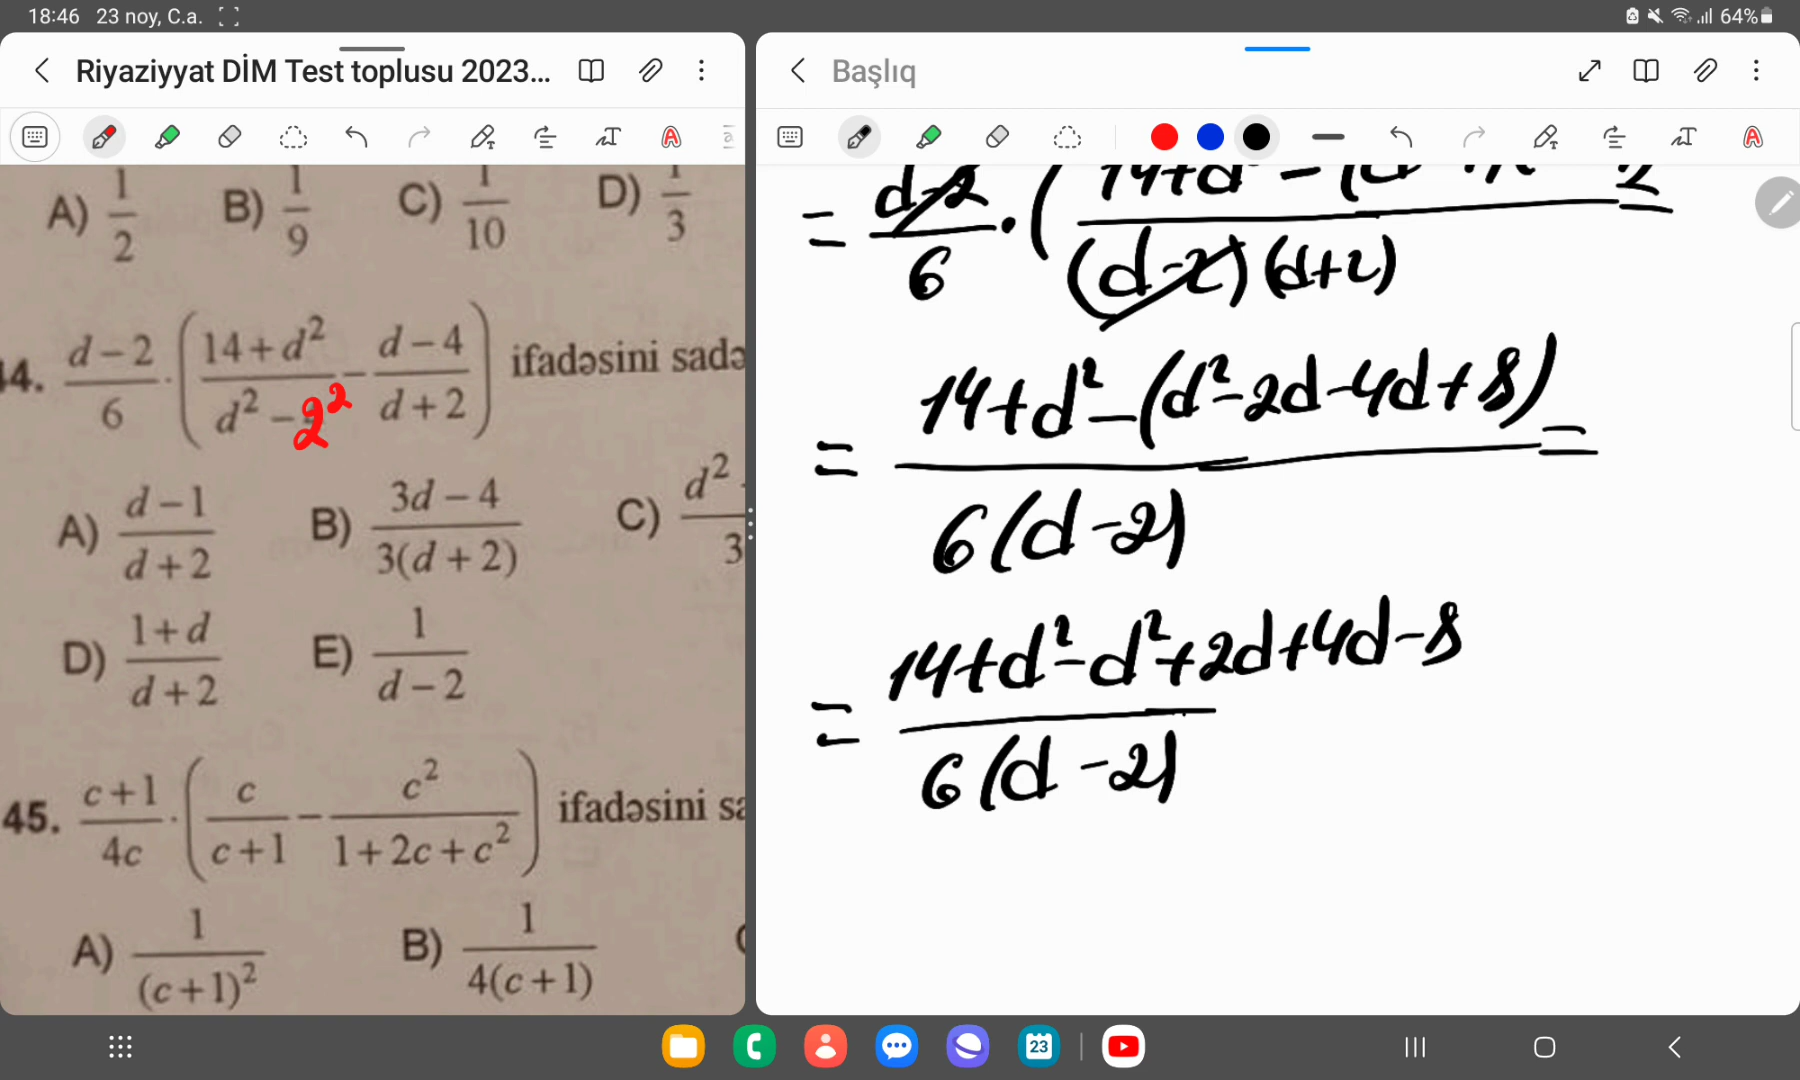 18:46 23 noy, C.a. 64%
Riyaziyyat DİM Test toplusu 2023...
A) 1/2 B) 1/9 C) 1/10 D) 1/3
44. (d-2)/6 · ((14+d²)/(d²-2²) - (d-4)/(d+2)) ifadəsini sadə
A) (d-1)/(d+2) B) (3d-4)/(3(d+2)) C) d²/3
D) (1+d)/(d+2) E) 1/(d-2)
45. (c+1)/4c · (c/(c+1) - c²/(1+2c+c²)) ifadəsini sa
A) 1/(c+1)² B) 1/(4(c+1))
Başlıq
= (d-2)/6 · ( 14+d² - ( /(d-2)(d+2) =
= (14+d²-(d²-2d-4d+8))/(6(d-2)) =
= (14+d²-d²+2d+4d-8)/(6(d-2))
23